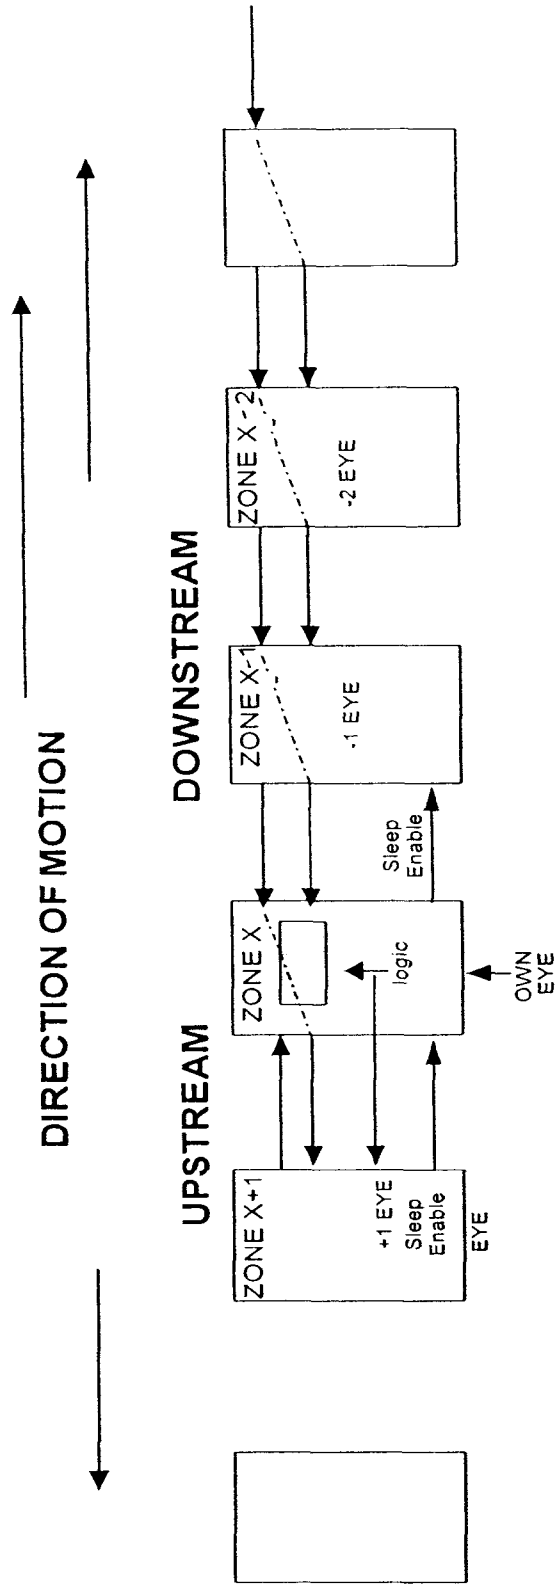 DIRECTION OF MOTION
UPSTREAM
DOWNSTREAM
ZONE X+1
+1 EYE
Sleep
Enable
EYE
ZONE X
logic
OWN
EYE
Sleep
Enable
ZONE X-1
-1 EYE
ZONE X-2
-2 EYE